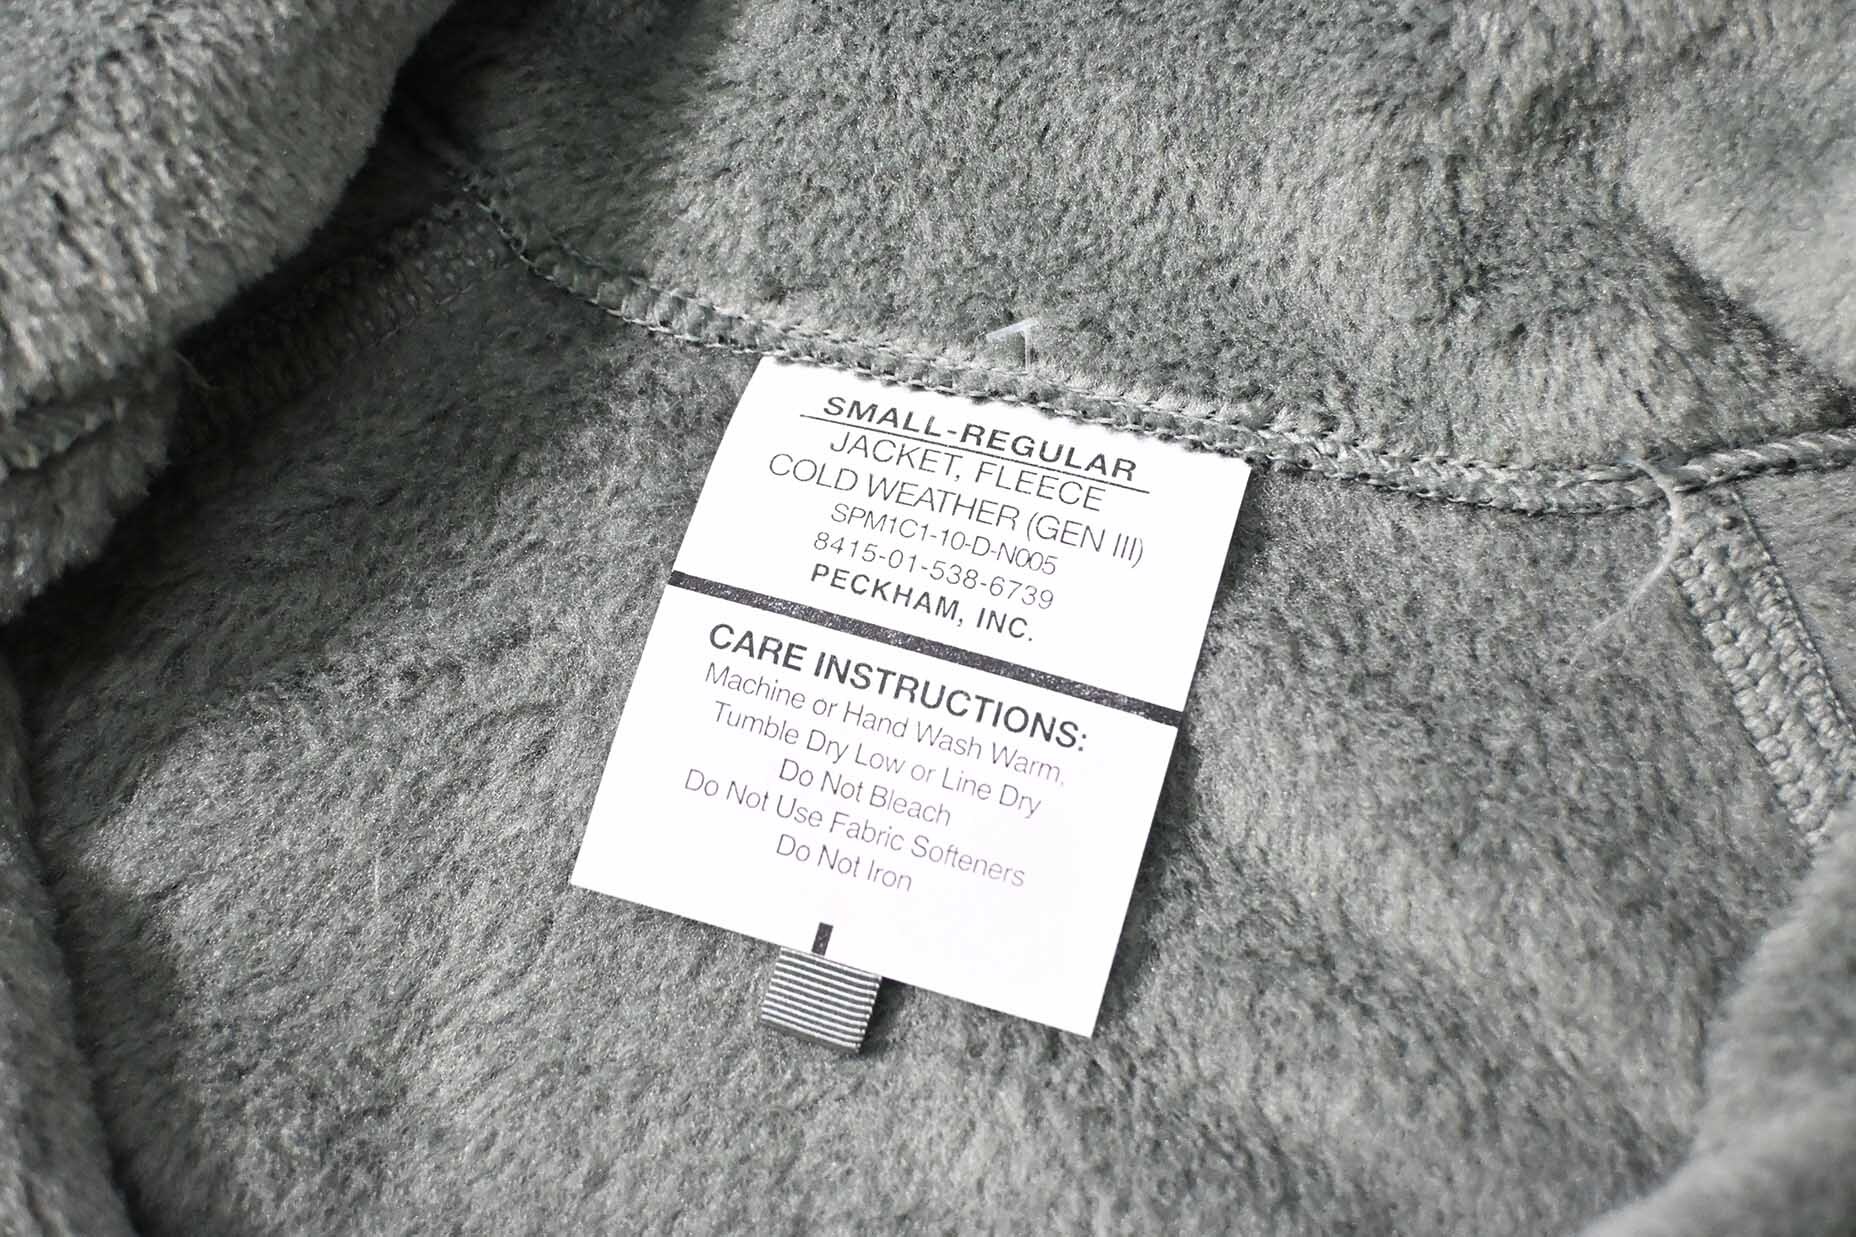 SMALL-REGULAR
JACKET, FLEECE
COLD WEATHER (GEN III)
SPM1C1-10-D-N005
8415-01-538-6739
PECKHAM, INC.
CARE INSTRUCTIONS:
Machine or Hand Wash Warm.
Tumble Dry Low or Line Dry
Do Not Bleach
Do Not Use Fabric Softeners
Do Not Iron